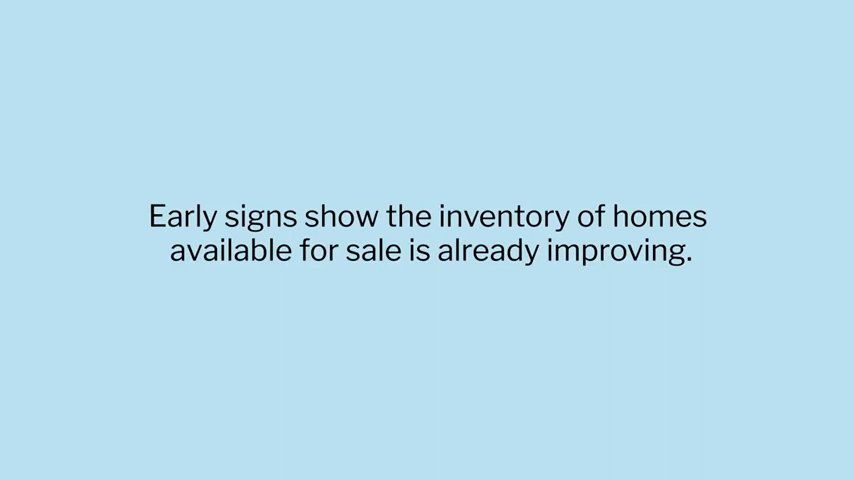 Early signs show the inventory of homes
available for sale is already improving.